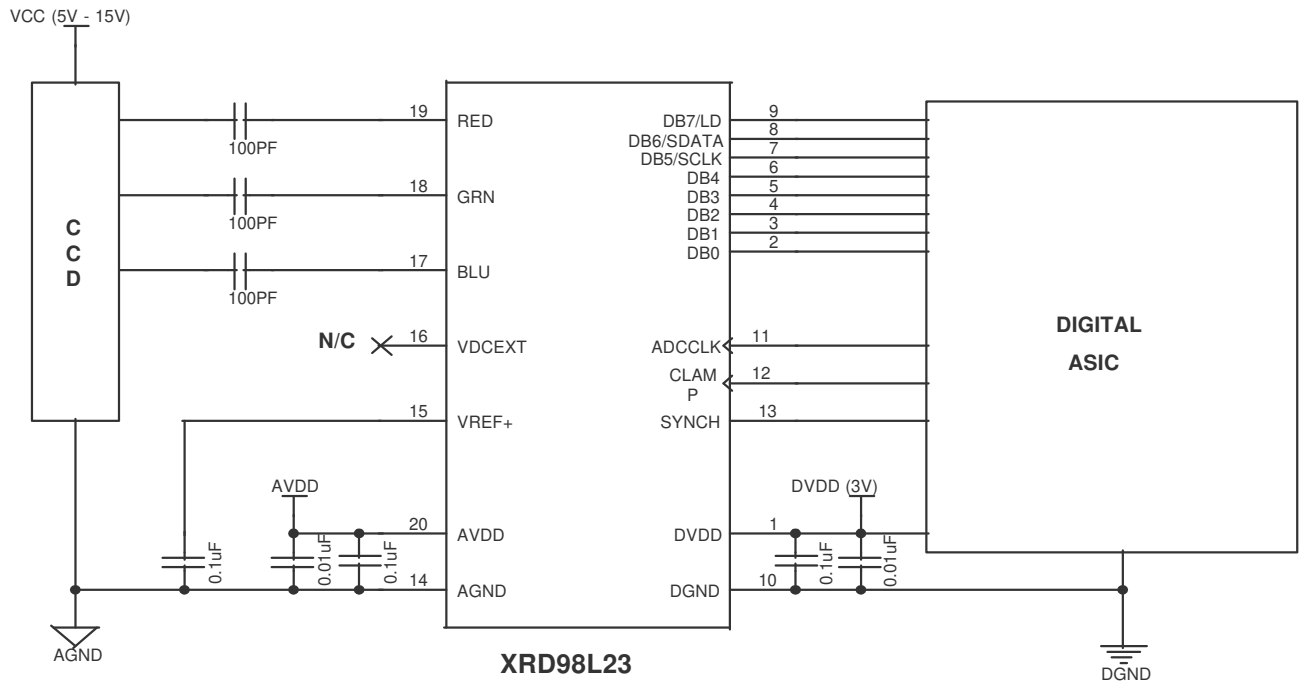 VCC (5V - 15V)
19 RED DB7/LD 9
DB6/SDATA 8
100PF DB5/SCLK 7
DB4 6
18 GRN DB3 5
DB2 4
100PF DB1 3
DB0 2
C
C
D
17 BLU
100PF
N/C 16 VDCEXT ADCCLK 11
DIGITAL
ASIC
CLAM 12
P
15 VREF+ SYNCH 13
AVDD DVDD (3V)
20 AVDD DVDD 1
0.1uF 0.01uF 0.1uF 0.1uF 0.01uF
14 AGND DGND 10
AGND
XRD98L23
DGND